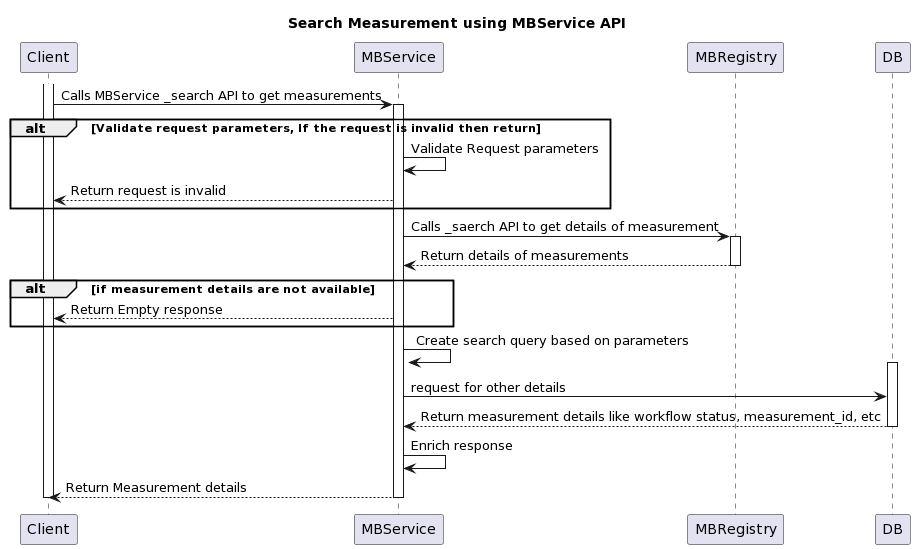 Search Measurement using MBService API
Client MBService MBRegistry DB
Calls MBService _search API to get measurements
alt [Validate request parameters, If the request is invalid then return]
Validate Request parameters
Return request is invalid
Calls _saerch API to get details of measurement
Return details of measurements
alt [if measurement details are not available]
Return Empty response
Create search query based on parameters
request for other details
Return measurement details like workflow status, measurement_id, etc
Enrich response
Return Measurement details
Client MBService MBRegistry DB